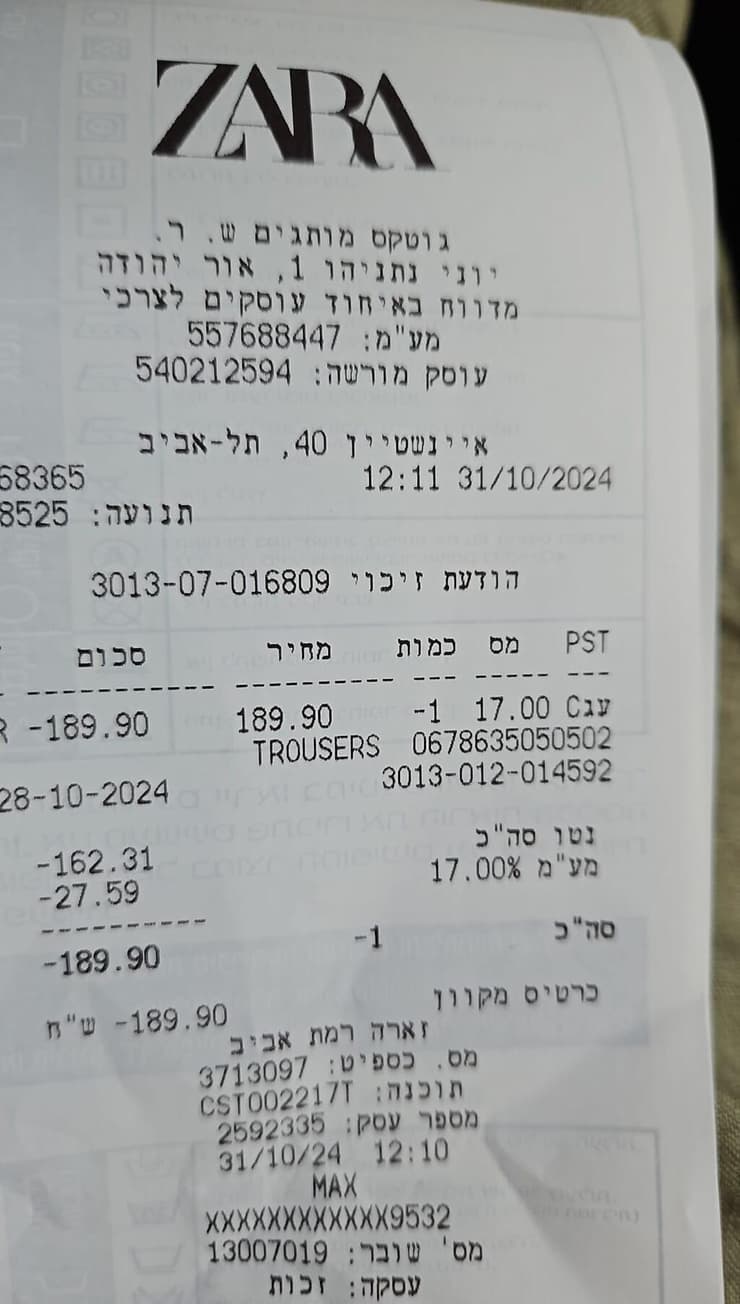 ZARA
גוטקס מותגים ש. ר.
יוני נתניהו 1, אור יהודה
מדווח באיחוד עוסקים לצרכי
מע"מ: 557688447
עוסק מורשה: 540212594
איינשטיין 40, תל-אביב
12:11 31/10/2024 68365
תנועה: 8525
הודעת זיכוי 3013-07-016809
PST מס כמות מחיר סכום
ענC 17.00 -1 189.90 -189.90 R
TROUSERS 0678635050502
3013-012-014592 28-10-2024
נטו סה"כ -162.31
מע"מ 17.00% -27.59
סה"כ -1 -189.90
כרטיס מקוון -189.90 ש"ח
זארה רמת אביב
מס. כספיט: 3713097
תוכנה: CST002217T
מספר עסק: 2592335
31/10/24 12:10
MAX
XXXXXXXXXXXX9532
מס' שובר: 13007019
עסקה: זכות